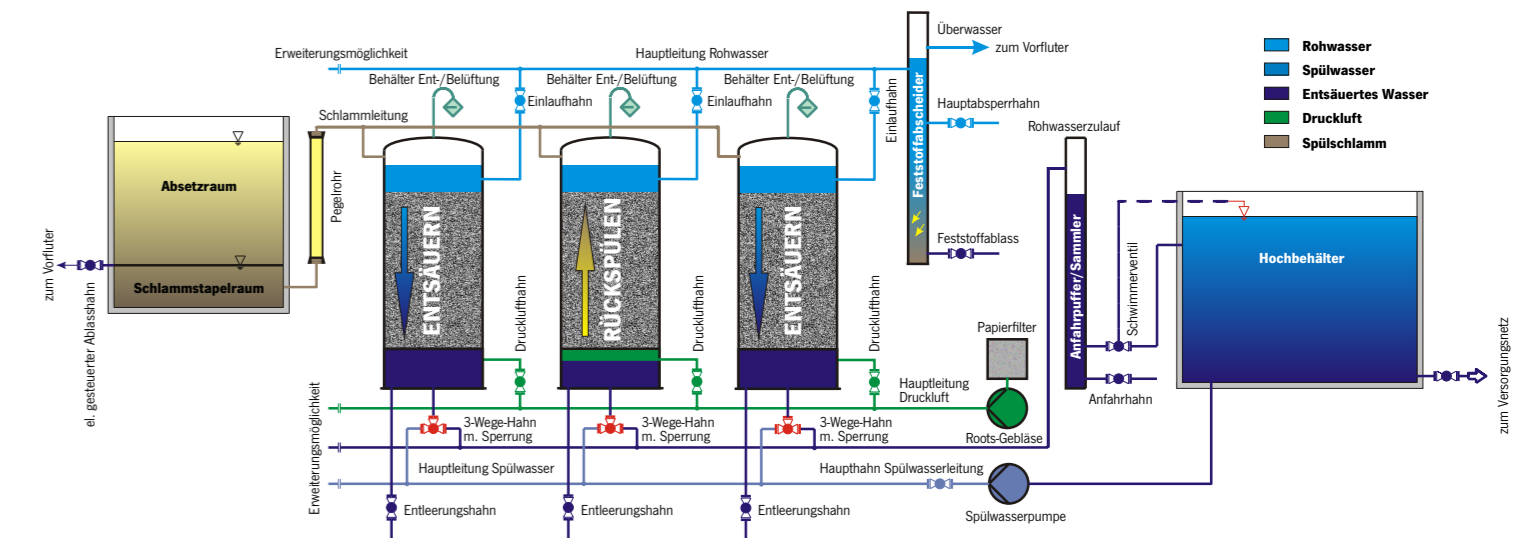 Überwasser
zum Vorfluter
Erweiterungsmöglichkeit
Hauptleitung Rohwasser
Behälter Ent-/Belüftung
Behälter Ent-/Belüftung
Behälter Ent-/Belüftung
Einlaufhahn
Einlaufhahn
Einlaufhahn
Schlammleitung
Feststoffabscheider
Hauptabsperrhahn
Feststoffablass
Rohwasser
Spülwasser
Entsäuertes Wasser
Druckluft
Spülschlamm
Rohwasserzulauf
Absetzraum
Schlammstapelraum
Pegelrohr
zum Vorfluter
el. gesteuerter Ablasshahn
ENTSÄUERN
RÜCKSPÜLEN
ENTSÄUERN
Drucklufthahn
Drucklufthahn
Drucklufthahn
Papierfilter
Hauptleitung
Druckluft
Roots-Gebläse
Anfahrpuffer/Sammler
Schwimmerventil
Anfahrhahn
Hochbehälter
zum Versorgungsnetz
Erweiterungsmöglichkeit
3-Wege-Hahn
m. Sperrung
3-Wege-Hahn
m. Sperrung
3-Wege-Hahn
m. Sperrung
Hauptleitung Spülwasser
Haupthahn Spülwasserleitung
Spülwasserpumpe
Entleerungshahn
Entleerungshahn
Entleerungshahn